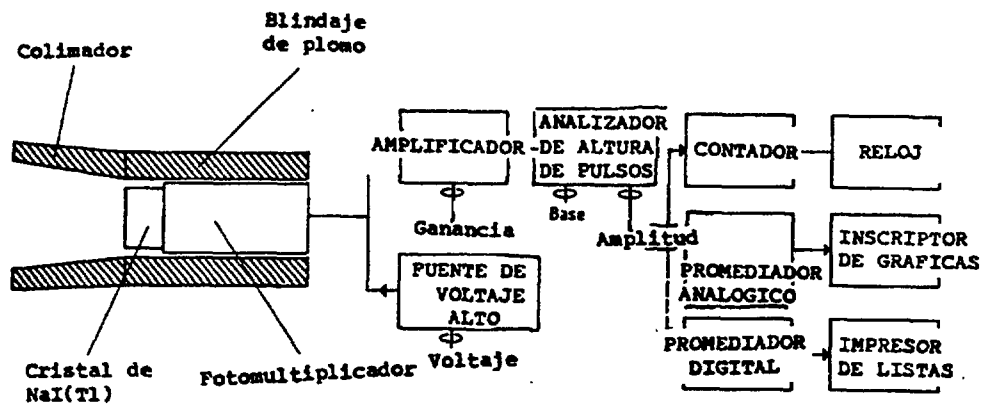 Blindaje
de plomo
Colimador
AMPLIFICADOR
ANALIZADOR
DE ALTURA
DE PULSOS
CONTADOR
RELOJ
Ganancia
Base
Amplitud
PROMEDIADOR
ANALOGICO
INSCRIPTOR
DE GRAFICAS
PUENTE DE
VOLTAJE
ALTO
Voltaje
PROMEDIADOR
DIGITAL
IMPRESOR
DE LISTAS
Cristal de
NaI(Tl)
Fotomultiplicador